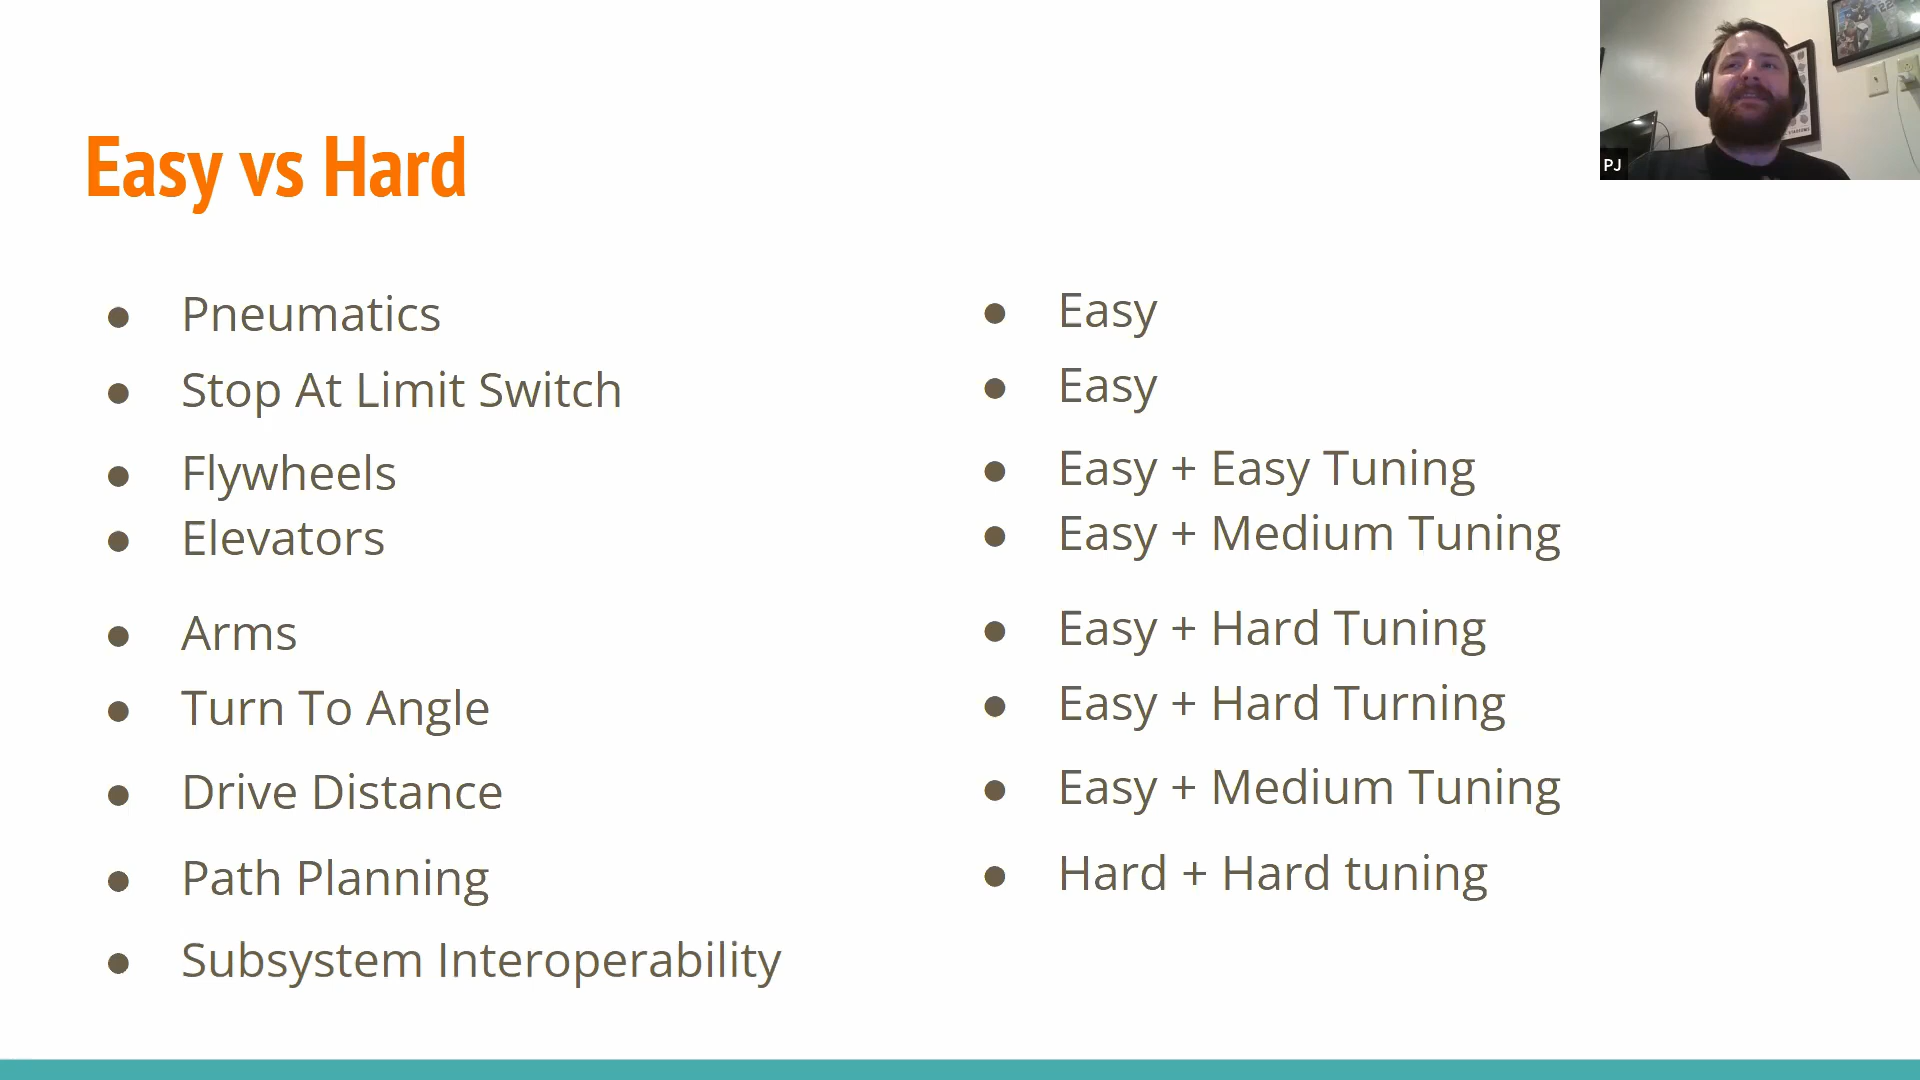 Easy vs Hard
PJ
Pneumatics
Stop At Limit Switch
Flywheels
Elevators
Arms
Turn To Angle
Drive Distance
Path Planning
Subsystem Interoperability
Easy
Easy
Easy + Easy Tuning
Easy + Medium Tuning
Easy + Hard Tuning
Easy + Hard Turning
Easy + Medium Tuning
Hard + Hard tuning